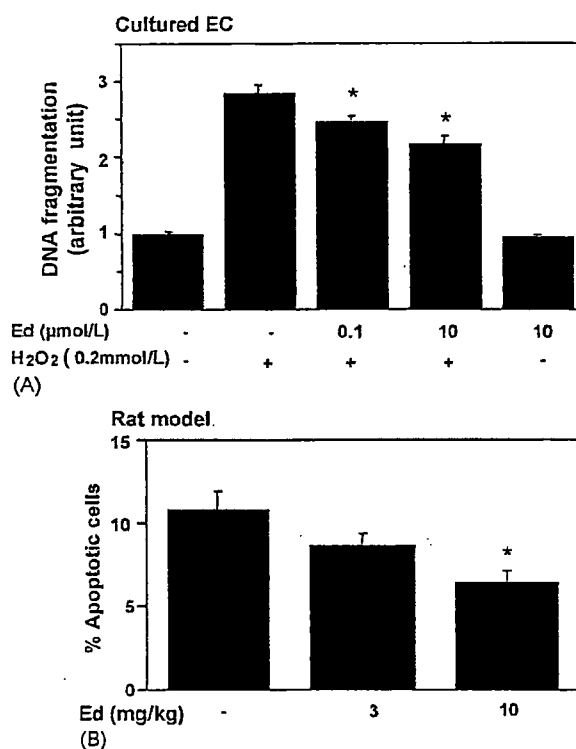 Cultured EC
DNA fragmentation
(arbitrary unit)
3
2
1
0
*
*
Ed (μmol/L) - - 0.1 10 10
H2O2 ( 0.2mmol/L) - + + + -
(A)
Rat model.
% Apoptotic cells
15
10
5
0
*
Ed (mg/kg) - 3 10
(B)